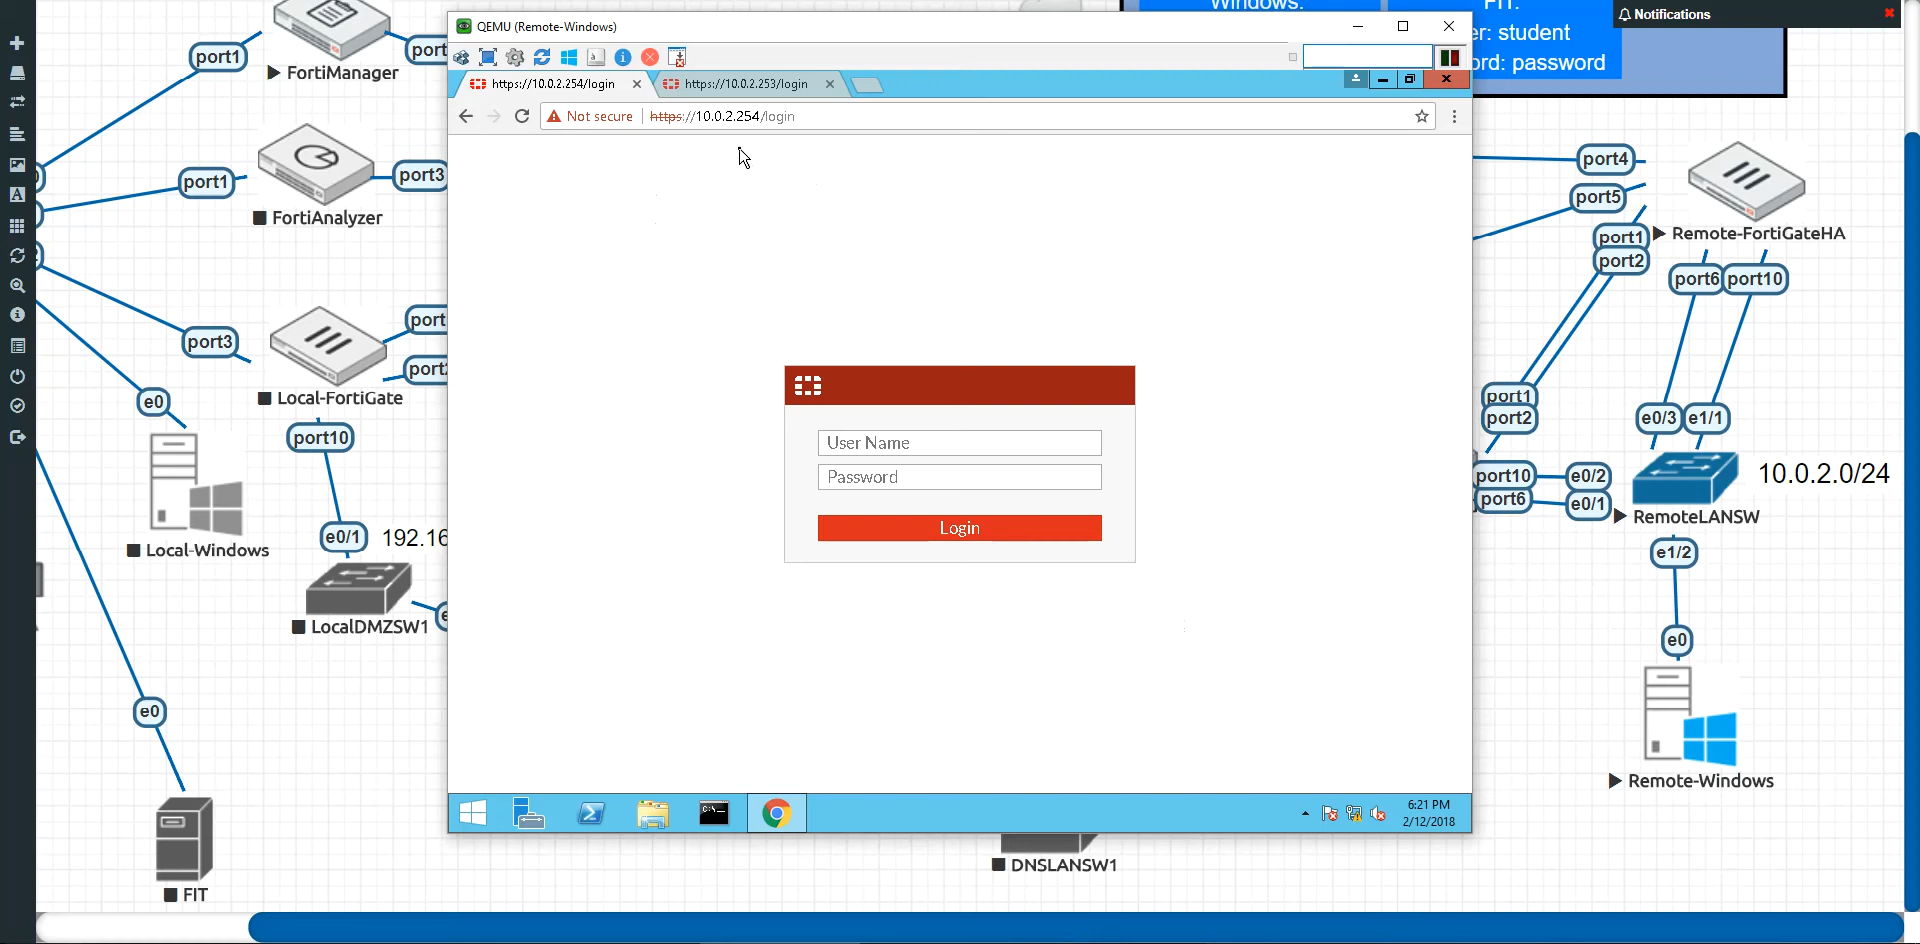 Windows:
FIT:
Notifications
er: student
ord: password
QEMU (Remote-Windows)
https://10.0.2.254/login
https://10.0.2.253/login
Not secure
https://10.0.2.254/login
User Name
Password
Login
6:21 PM
2/12/2018
port1
port
FortiManager
port1
port3
FortiAnalyzer
port3
port
port2
Local-FortiGate
port10
e0
Local-Windows
e0/1
192.16
LocalDMZSW1
e0
FIT
DNSLANSW1
port4
port5
port1
port2
Remote-FortiGateHA
port6
port10
port1
port2
e0/3
e1/1
port10
e0/2
port6
e0/1
10.0.2.0/24
RemoteLANSW
e1/2
e0
Remote-Windows